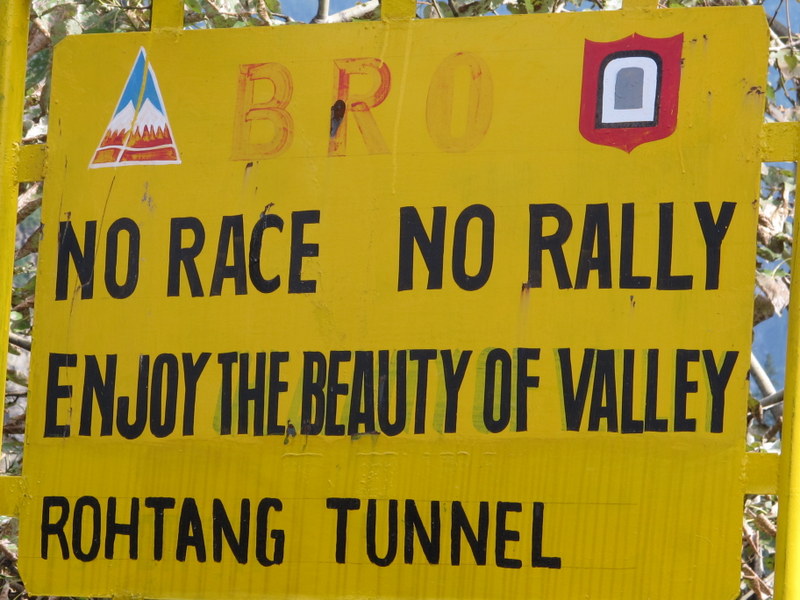 BRO
NO RACE NO RALLY
ENJOY THE BEAUTY OF VALLEY
ROHTANG TUNNEL